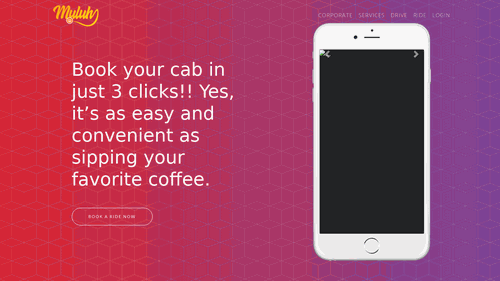 Muluhy
CORPORATE SERVICES DRIVE RIDE LOGIN
Book your cab in
just 3 clicks!! Yes,
it’s as easy and
convenient as
sipping your
favorite coffee.
BOOK A RIDE NOW